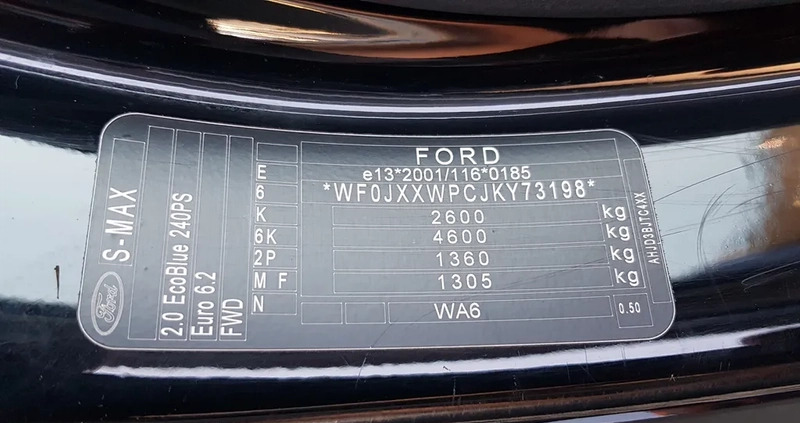 FORD
e13*2001/116*0185
*WF0JXXWPCJKY73198*
2600 kg
4600 kg
1360 kg
1305 kg
WA6
0.50
E
6
K
6K
2P
M F
N
Ford
S-MAX
2.0 EcoBlue 240PS
Euro 6.2
FWD
AHJD3BJTC4XX